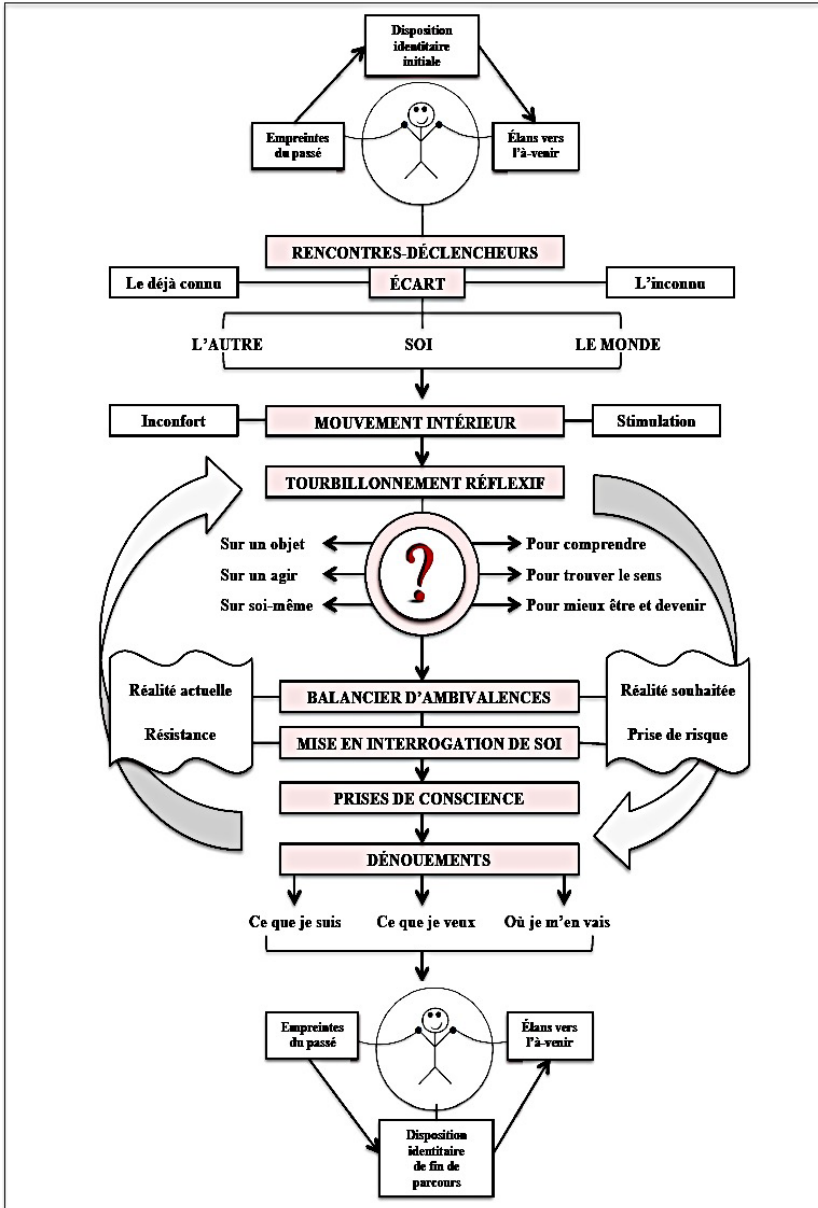 Disposition
identitaire
initiale
Empreintes
du passé
Élans vers
l'à-venir
RENCONTRES-DÉCLENCHEURS
Le déjà connu
ÉCART
L'inconnu
L'AUTRE
SOI
LE MONDE
Inconfort
MOUVEMENT INTÉRIEUR
Stimulation
TOURBILLONNEMENT RÉFLEXIF
?
Sur un objet
Pour comprendre
Sur un agir
Pour trouver le sens
Sur soi-même
Pour mieux être et devenir
Réalité actuelle
BALANCIER D'AMBIVALENCES
Réalité souhaitée
Résistance
MISE EN INTERROGATION DE SOI
Prise de risque
PRISES DE CONSCIENCE
DÉNOUEMENTS
Ce que je suis
Ce que je veux
Où je m'en vais
Empreintes
du passé
Élans vers
l'à-venir
Disposition
identitaire
de fin de
parcours